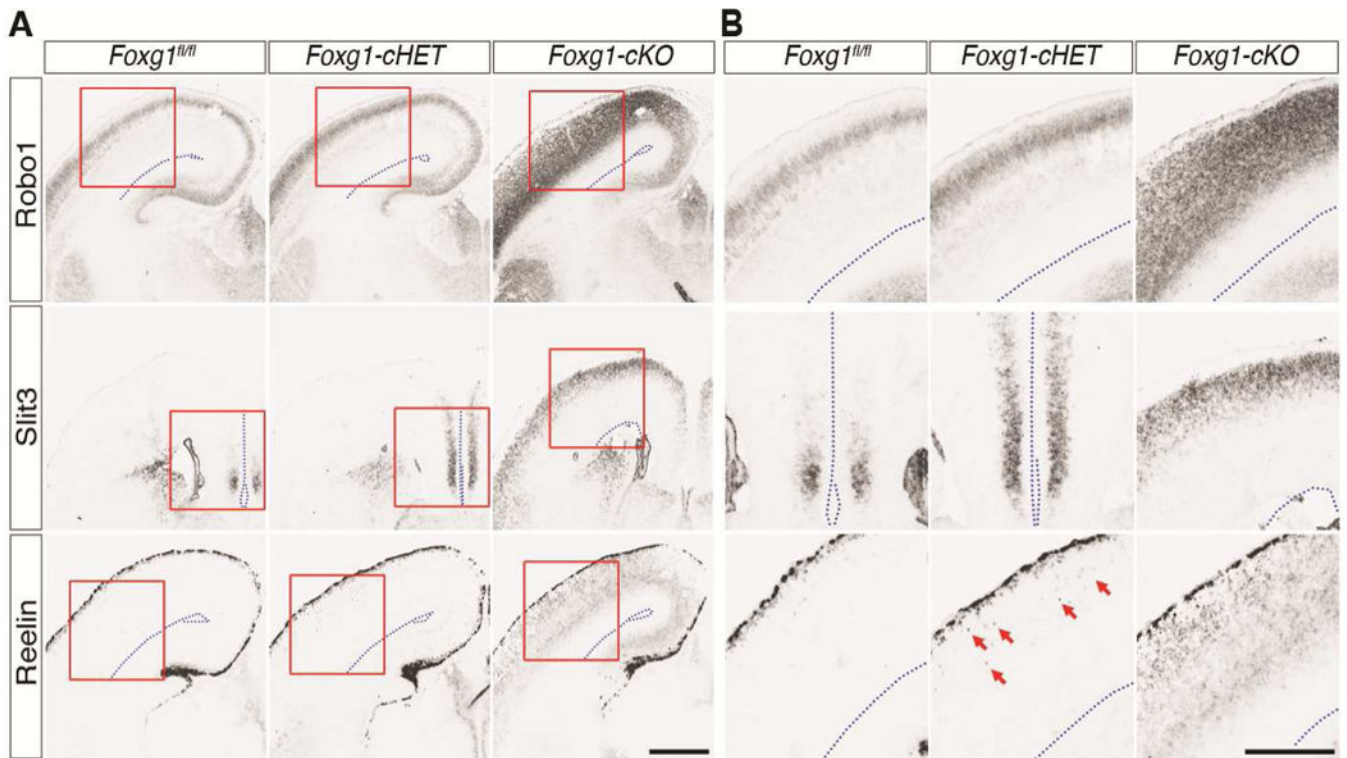 A
B
Foxg1fl/fl
Foxg1-cHET
Foxg1-cKO
Foxg1fl/fl
Foxg1-cHET
Foxg1-cKO
Robo1
Slit3
Reelin